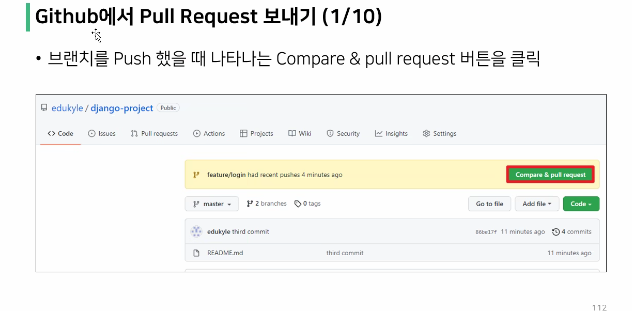 Github에서 Pull Request 보내기 (1/10)
• 브랜치를 Push 했을 때 나타나는 Compare & pull request 버튼을 클릭
edukyle / django-project Public
<> Code Issues Pull requests Actions Projects Wiki Security Insights Settings
feature/login had recent pushes 4 minutes ago Compare & pull request
master 2 branches 0 tags Go to file Add file Code
edukyle third commit 86be17f 11 minutes ago 4 commits
README.md third commit 11 minutes ago
112